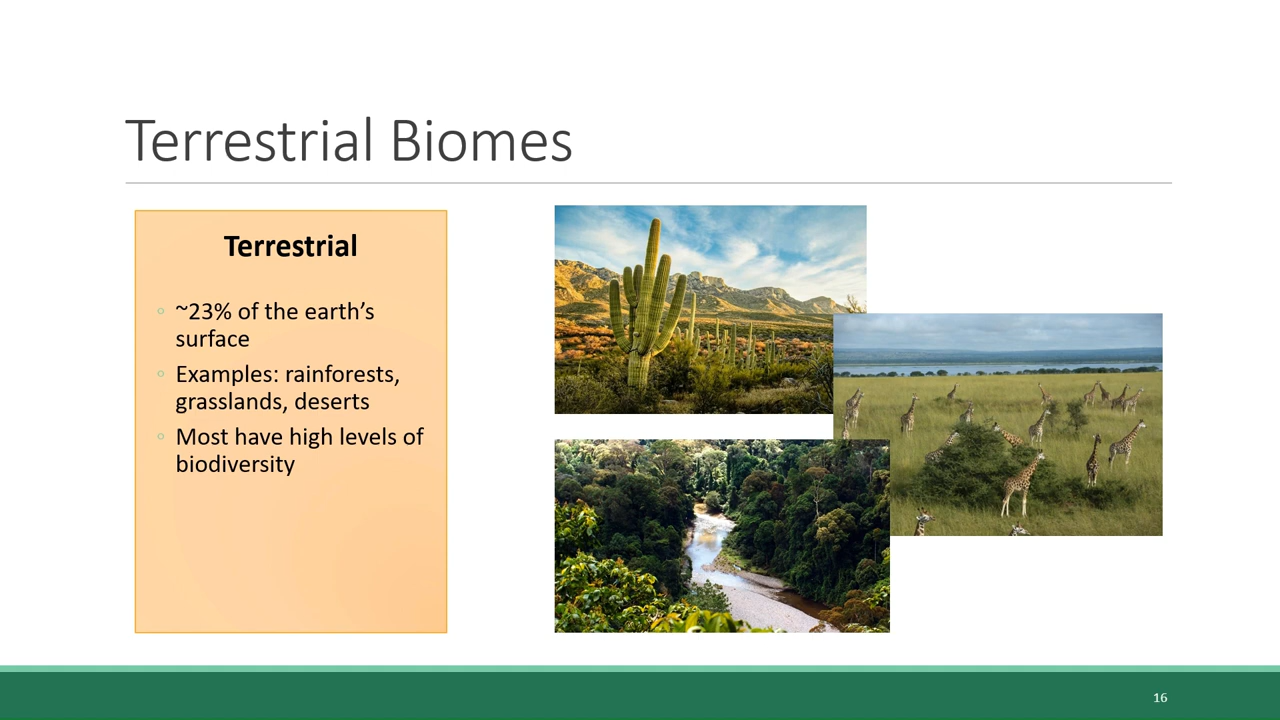 Terrestrial Biomes
Terrestrial
◦ ~23% of the earth’s
surface
◦ Examples: rainforests,
grasslands, deserts
◦ Most have high levels of
biodiversity
16